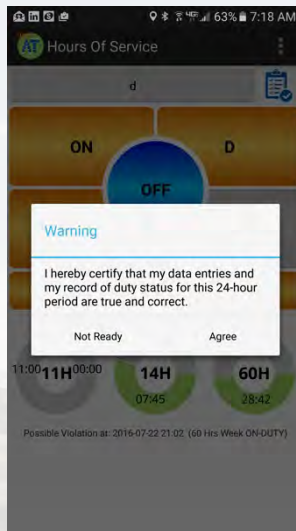 63% 7:18 AM
AT Hours Of Service
d
ON D
OFF
Warning
I hereby certify that my data entries and
my record of duty status for this 24-hour
period are true and correct.
Not Ready Agree
11:00 11H 00:00 14H 60H
07:45 28:42
Possible Violation at: 2016-07-22 21:02 (60 Hrs Week ON-DUTY)